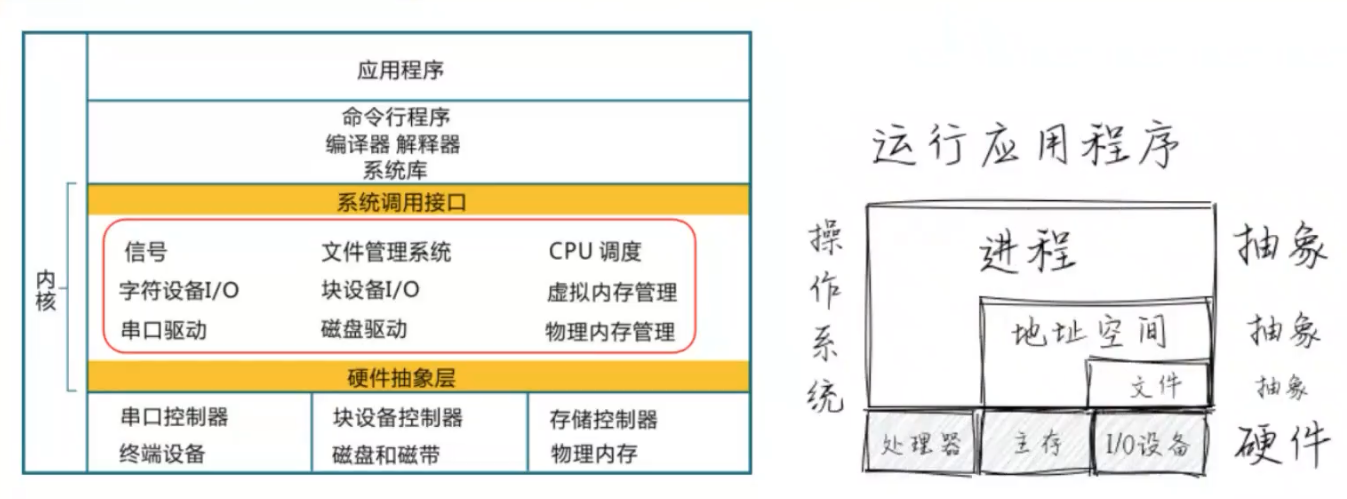 应用程序
命令行程序
编译器 解释器
系统库
系统调用接口
内核
信号 文件管理系统 CPU 调度
字符设备I/O 块设备I/O 虚拟内存管理
串口驱动 磁盘驱动 物理内存管理
硬件抽象层
串口控制器 块设备控制器 存储控制器
终端设备 磁盘和磁带 物理内存
运行应用程序
操作系统
进程 抽象
地址空间 抽象
文件 抽象
处理器 主存 I/O设备 硬件